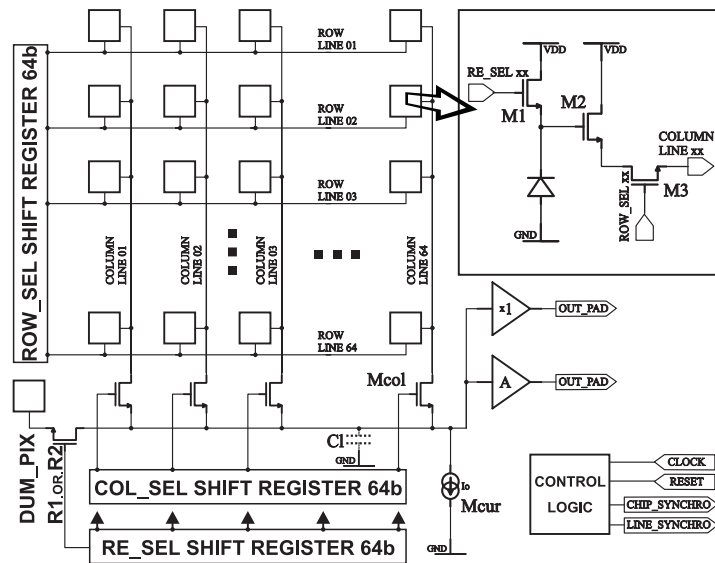 ROW_SEL SHIFT REGISTER 64b
ROW
LINE 01
ROW
LINE 02
ROW
LINE 03
ROW
LINE 64
COLUMN
LINE 01
COLUMN
LINE 02
COLUMN
LINE 03
COLUMN
LINE 64
VDD
VDD
RE_SEL xx
M1
M2
COLUMN
LINE xx
M3
ROW_SEL xx
GND
x1
OUT_PAD
A
OUT_PAD
Mcol
DUM_PIX
R1.OR.R2
Cl
GND
Io
Mcur
GND
COL_SEL SHIFT REGISTER 64b
RE_SEL SHIFT REGISTER 64b
CONTROL
LOGIC
CLOCK
RESET
CHIP_SYNCHRO
LINE_SYNCHRO